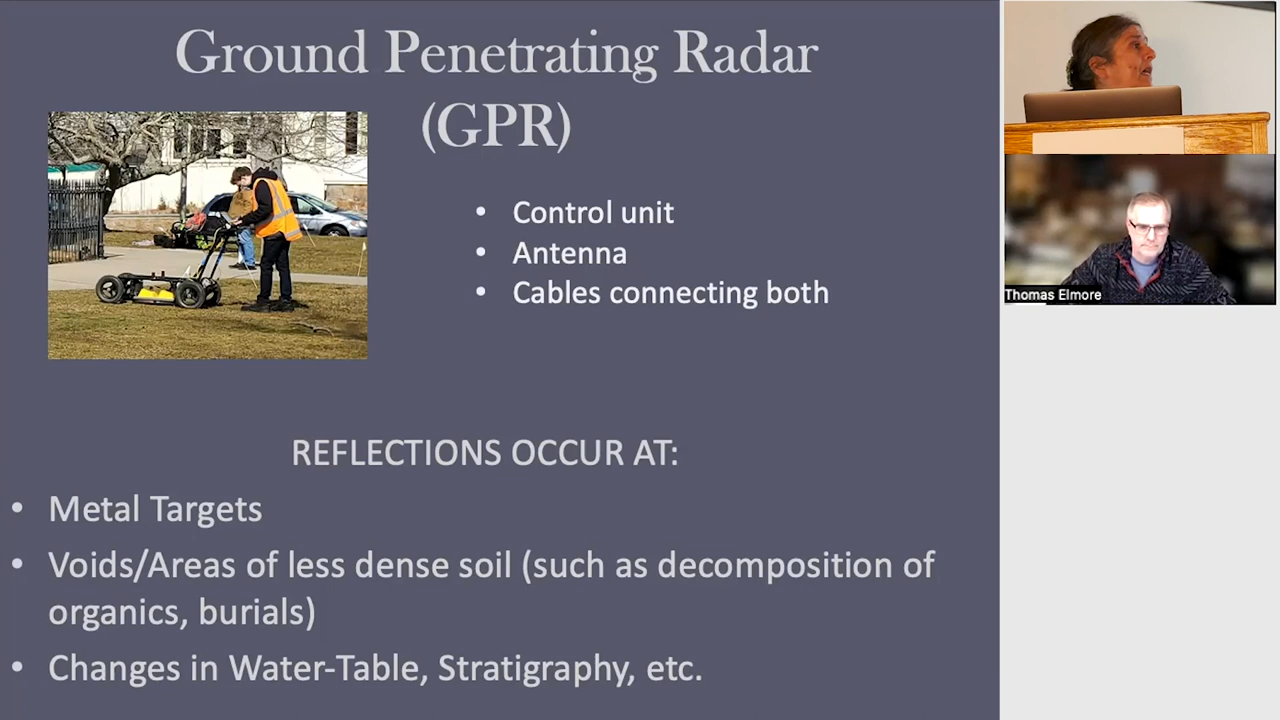 Ground Penetrating Radar
(GPR)
• Control unit
• Antenna
• Cables connecting both
REFLECTIONS OCCUR AT:
• Metal Targets
• Voids/Areas of less dense soil (such as decomposition of
organics, burials)
• Changes in Water-Table, Stratigraphy, etc.
Thomas Elmore